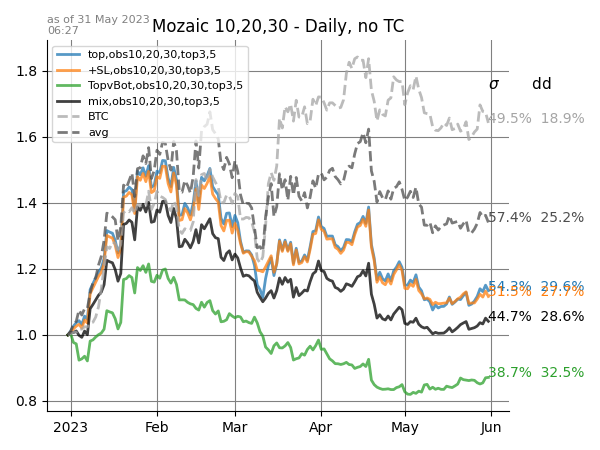 as of 31 May 2023
06:27
Mozaic 10,20,30 - Daily, no TC
top,obs10,20,30,top3,5
+SL,obs10,20,30,top3,5
TopvBot,obs10,20,30,top3,5
mix,obs10,20,30,top3,5
BTC
avg
σ dd
49.5% 18.9%
57.4% 25.2%
54.3% 29.6%
51.5% 27.7%
44.7% 28.6%
38.7% 32.5%
1.8
1.6
1.4
1.2
1.0
0.8
2023 Feb Mar Apr May Jun